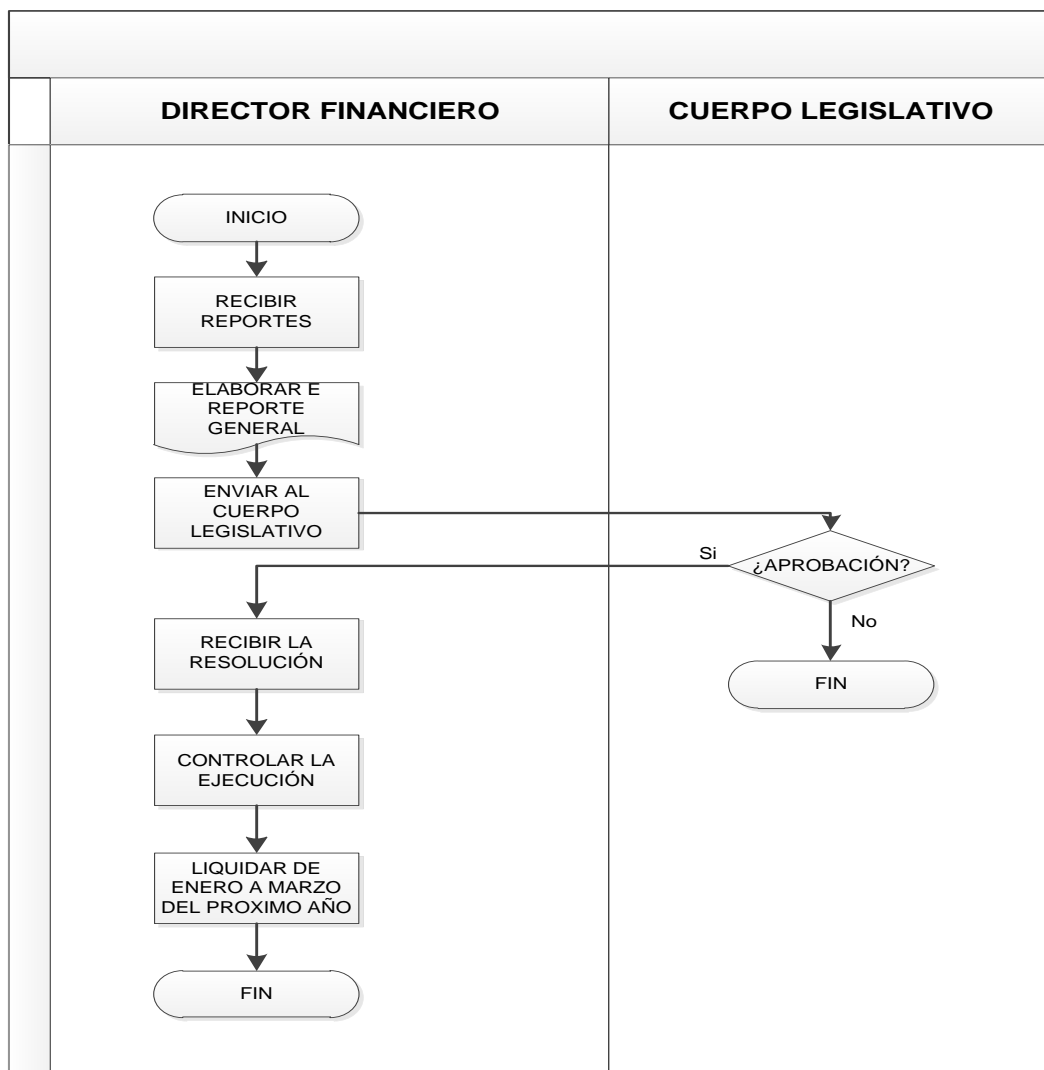 DIRECTOR FINANCIERO
CUERPO LEGISLATIVO
INICIO
RECIBIR
REPORTES
ELABORAR E
REPORTE
GENERAL
ENVIAR AL
CUERPO
LEGISLATIVO
Si
¿APROBACIÓN?
No
FIN
RECIBIR LA
RESOLUCIÓN
CONTROLAR LA
EJECUCIÓN
LIQUIDAR DE
ENERO A MARZO
DEL PROXIMO AÑO
FIN